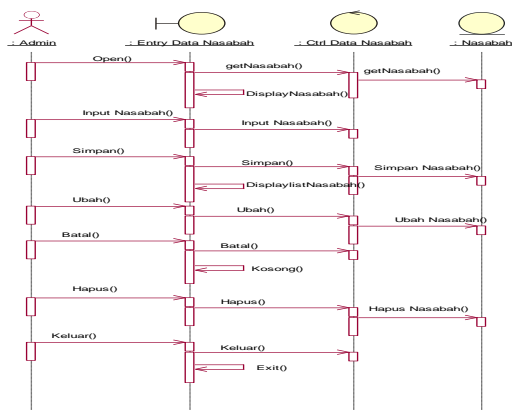 : Admin
: Entry Data Nasabah
: Ctrl Data Nasabah
: Nasabah
Open()
getNasabah()
getNasabah()
DisplayNasabah()
Input Nasabah()
Input Nasabah()
Simpan()
Simpan()
Simpan Nasabah()
DisplaylistNasabah()
Ubah()
Ubah()
Ubah Nasabah()
Batal()
Batal()
Kosong()
Hapus()
Hapus()
Hapus Nasabah()
Keluar()
Keluar()
Exit()